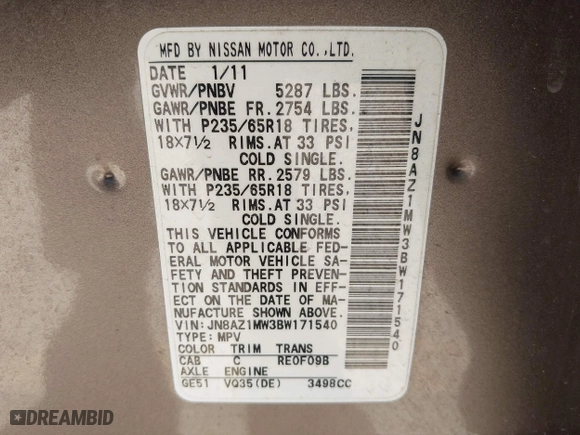 MFD BY NISSAN MOTOR CO.,LTD.
DATE 1/11
GVWR/PNBV 5287 LBS.
GAWR/PNBE FR. 2754 LBS.
WITH P235/65R18 TIRES,
18×7½ RIMS.AT 33 PSI
COLD SINGLE.
GAWR/PNBE RR. 2579 LBS.
WITH P235/65R18 TIRES,
18×7½ RIMS.AT 33 PSI
COLD SINGLE.
THIS VEHICLE CONFORMS
TO ALL APPLICABLE FED-
ERAL MOTOR VEHICLE SA-
FETY AND THEFT PREVEN-
TION STANDARDS IN EFF-
ECT ON THE DATE OF MA-
NUFACTURE SHOWN ABOVE.
VIN: JN8AZ1MW3BW171540
TYPE: MPV
COLOR TRIM TRANS
CAB C RE0F09B
AXLE ENGINE
GE51 VQ35(DE) 3498CC
JN8AZ1MW3BW171540
DREAMBID